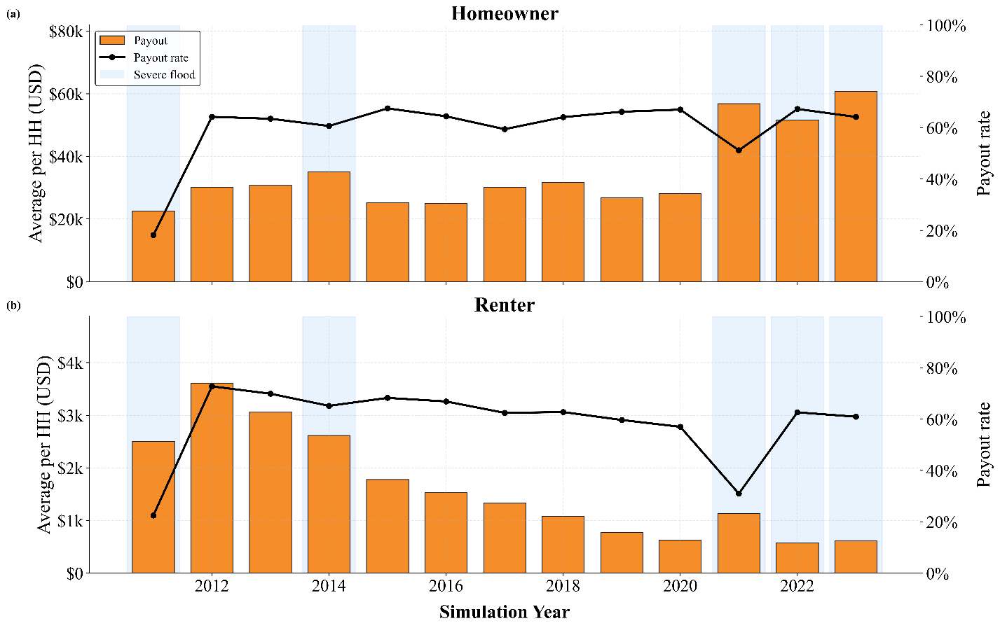 (a)
Homeowner
$80k
$60k
$40k
$20k
$0
Average per HH (USD)
Payout
Payout rate
Severe flood
100%
80%
60%
40%
20%
0%
Payout rate
(b)
Renter
$4k
$3k
$2k
$1k
$0
Average per HH (USD)
100%
80%
60%
40%
20%
0%
Payout rate
2012 2014 2016 2018 2020 2022
Simulation Year